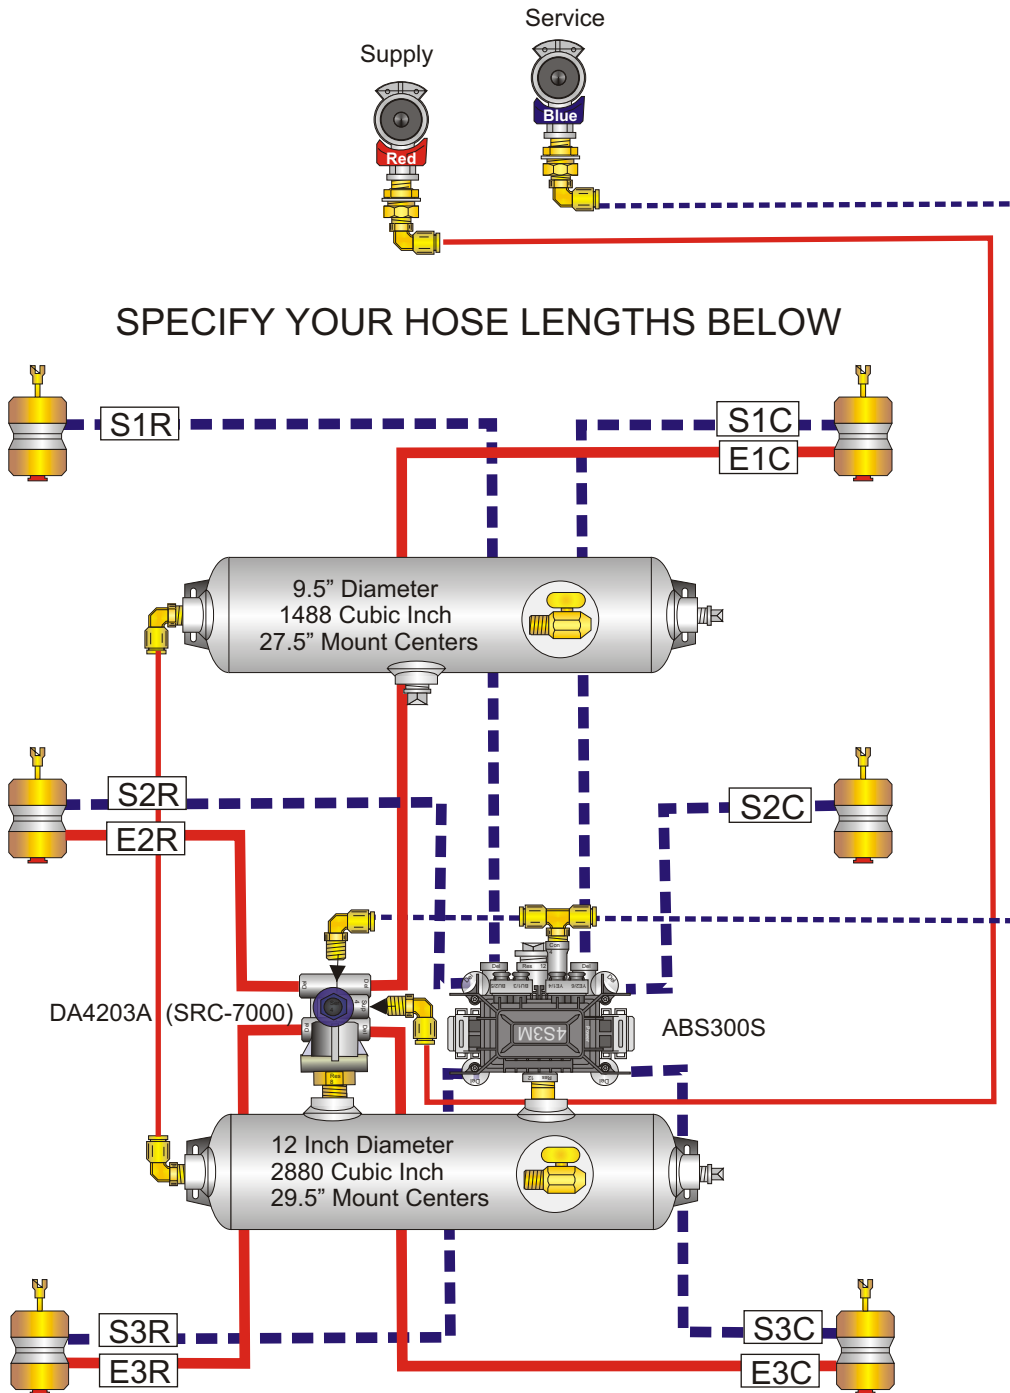 Service
Supply
Blue
Red
SPECIFY YOUR HOSE LENGTHS BELOW
S1R
S1C
E1C
9.5” Diameter
1488 Cubic Inch
27.5” Mount Centers
S2R
S2C
E2R
DA4203A (SRC-7000)
ABS300S
4S3M
12 Inch Diameter
2880 Cubic Inch
29.5” Mount Centers
S3R
S3C
E3R
E3C